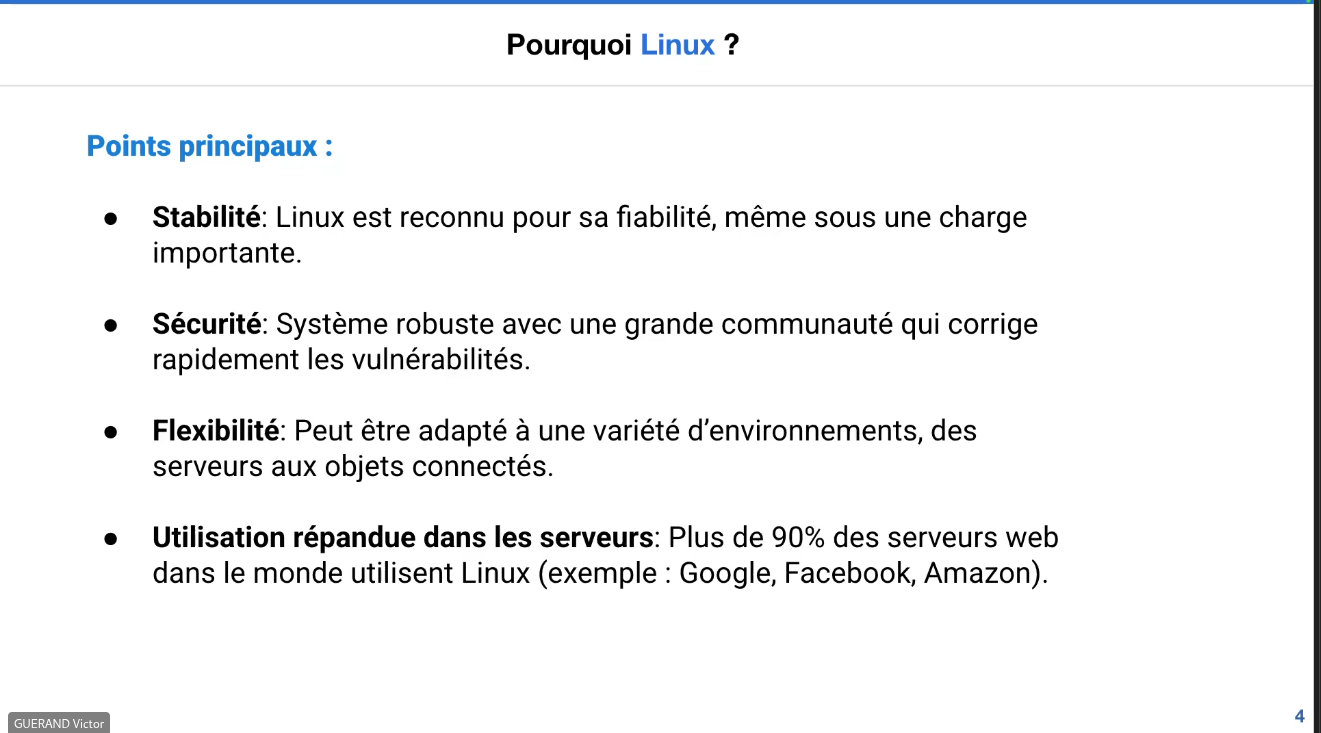 Pourquoi Linux ?
Points principaux :
● Stabilité: Linux est reconnu pour sa fiabilité, même sous une charge
importante.
● Sécurité: Système robuste avec une grande communauté qui corrige
rapidement les vulnérabilités.
● Flexibilité: Peut être adapté à une variété d’environnements, des
serveurs aux objets connectés.
● Utilisation répandue dans les serveurs: Plus de 90% des serveurs web
dans le monde utilisent Linux (exemple : Google, Facebook, Amazon).
GUERAND Victor
4